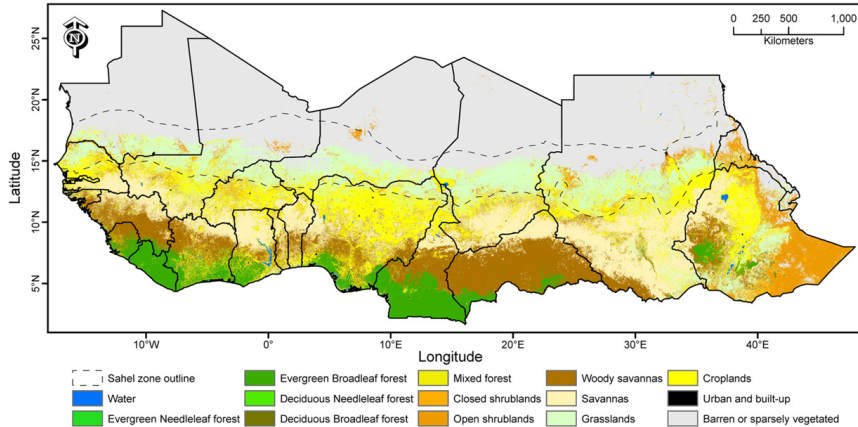 25°N
20°N
15°N
10°N
5°N
Latitude
N
0 250 500 1,000
Kilometers
10°W 0° 10°E 20°E 30°E 40°E
Longitude
Sahel zone outline
Water
Evergreen Needleleaf forest
Evergreen Broadleaf forest
Deciduous Needleleaf forest
Deciduous Broadleaf forest
Mixed forest
Closed shrublands
Open shrublands
Woody savannas
Savannas
Grasslands
Croplands
Urban and built-up
Barren or sparsely vegetated